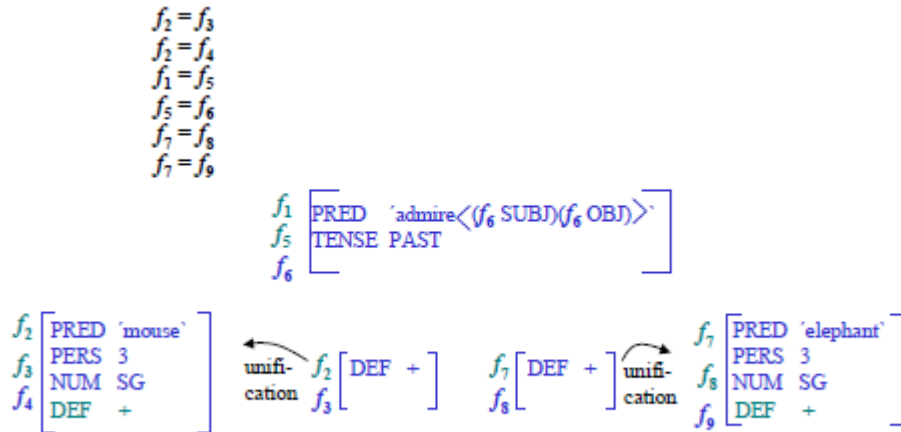 f2=f3
f2=f4
f1=f5
f5=f6
f7=f8
f7=f9
f1 PRED ´admire<(f6 SUBJ)(f6 OBJ)>`
f5 TENSE PAST
f6
f2 PRED ´mouse`
f3 PERS 3
f4 NUM SG
DEF +
unifi-
cation
f2 DEF +
f3
f7 DEF +
f8
unifi-
cation
f7 PRED ´elephant`
PERS 3
f8 NUM SG
f9 DEF +